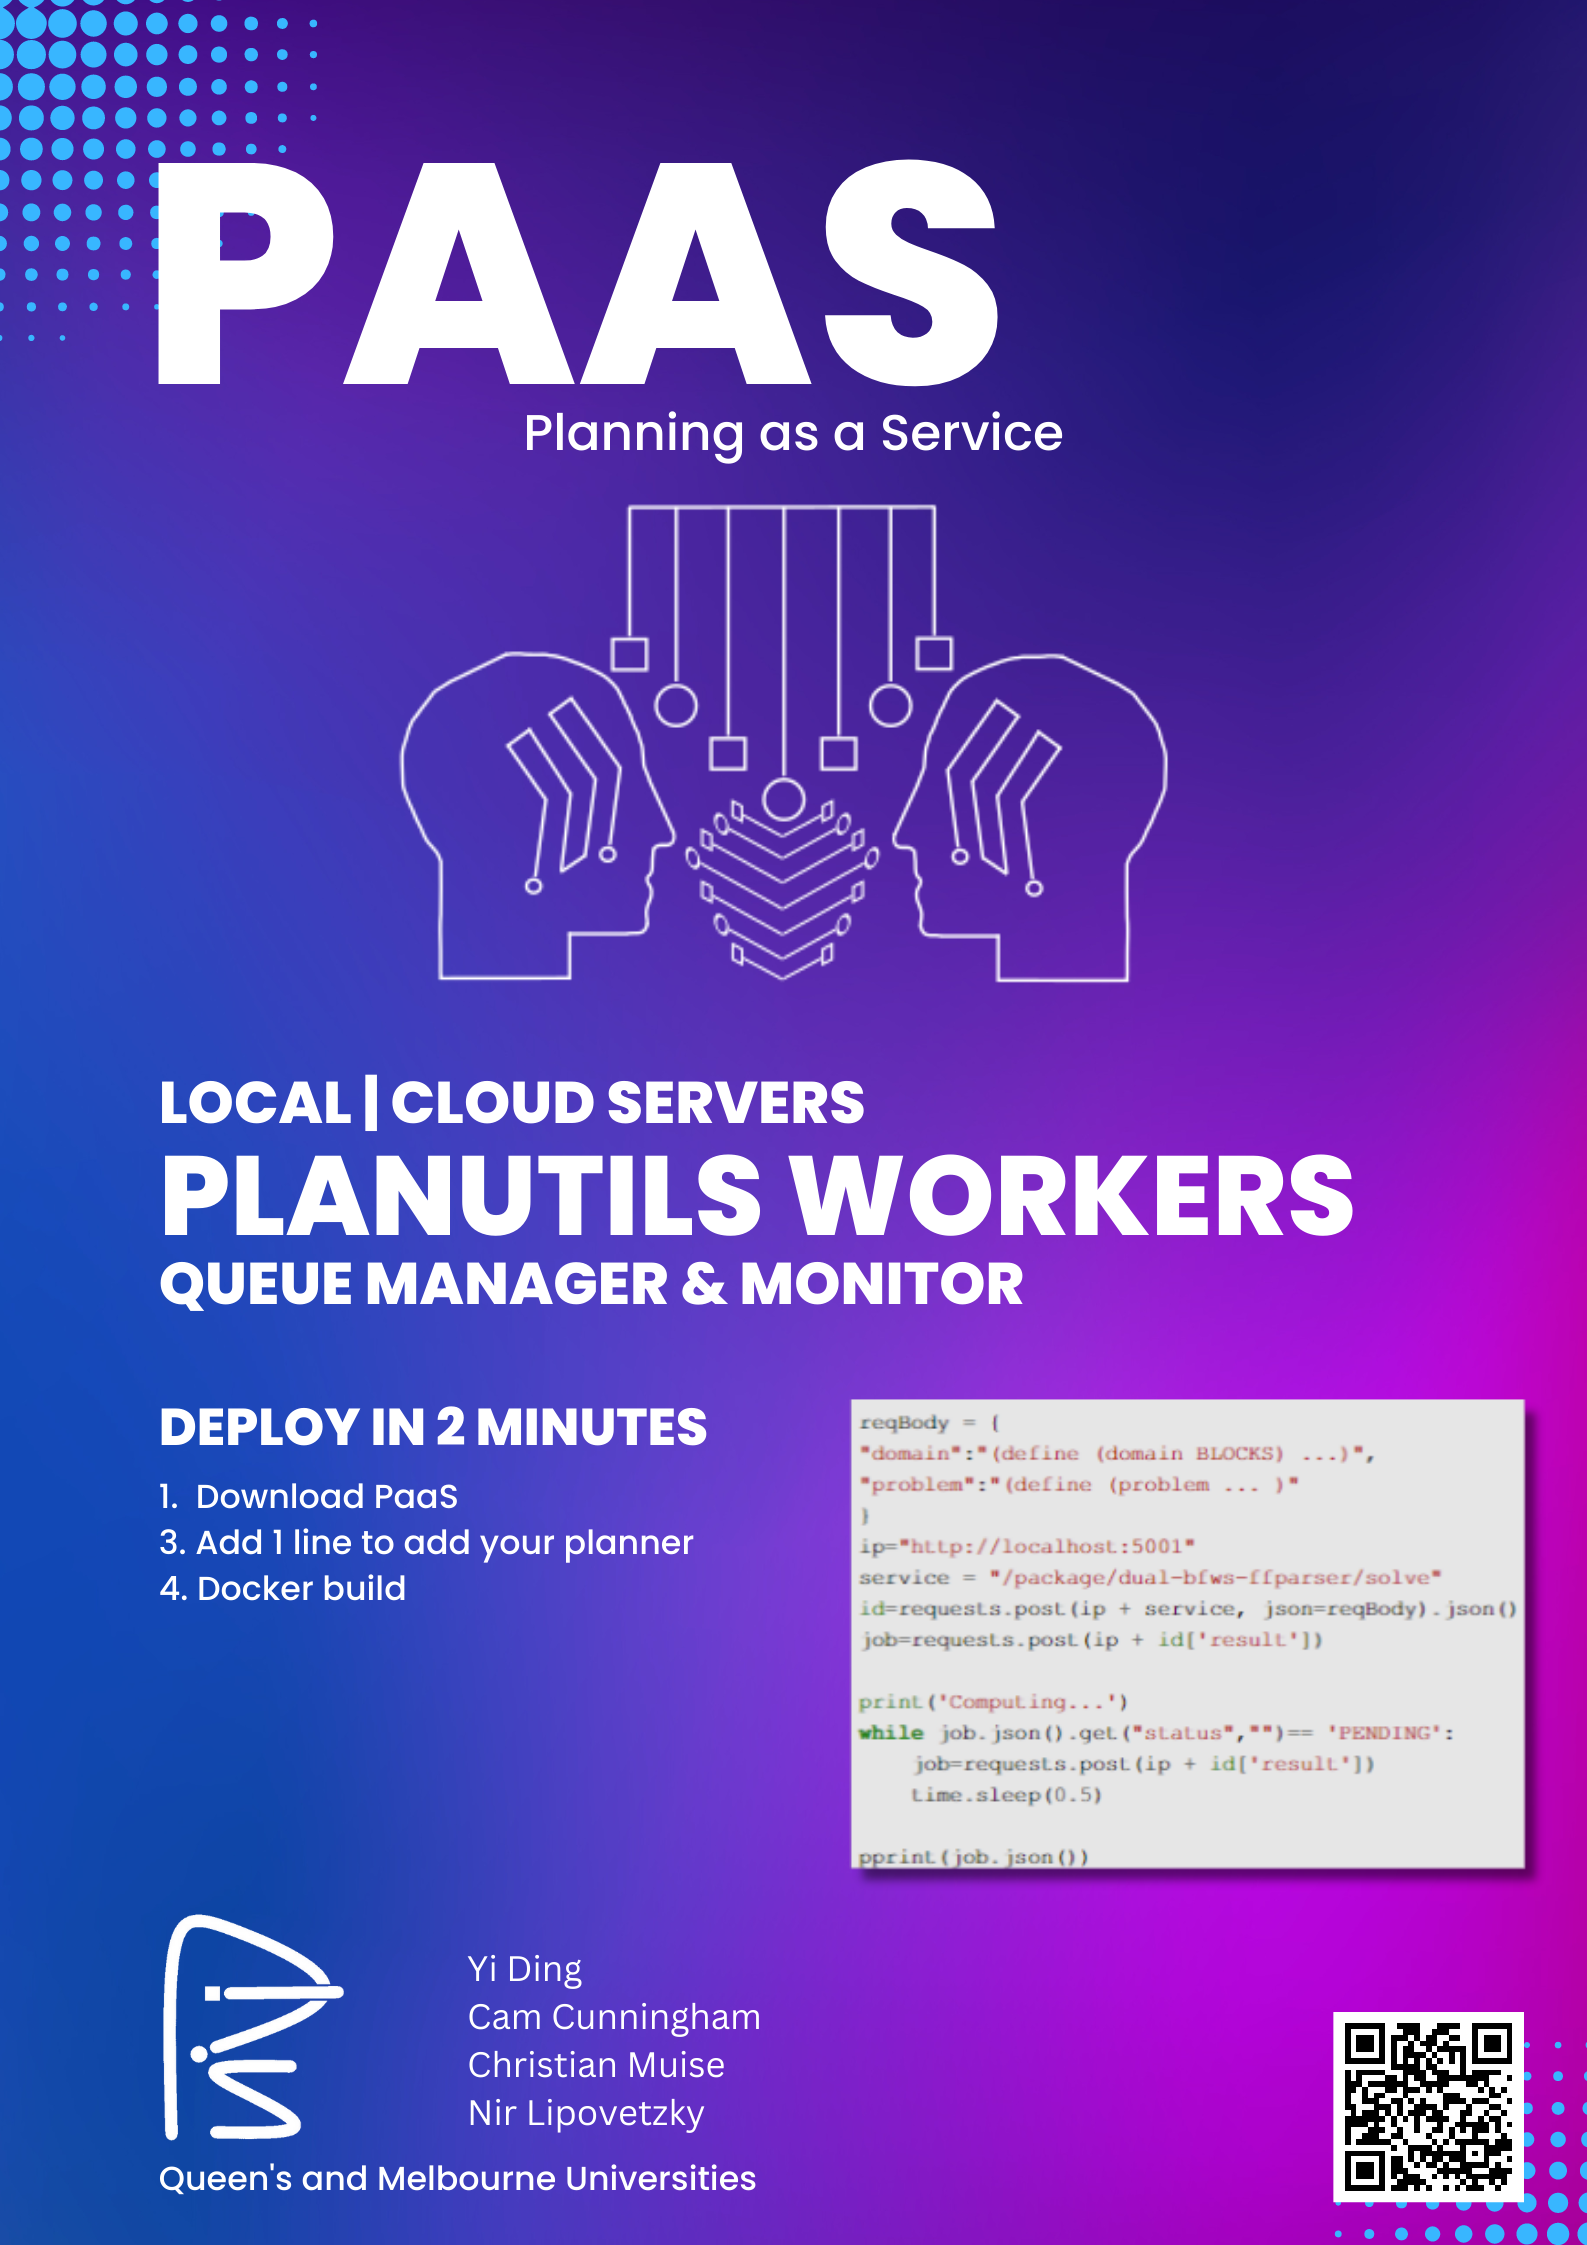 PAAS
Planning as a Service
LOCAL | CLOUD SERVERS
PLANUTILS WORKERS
QUEUE MANAGER & MONITOR
DEPLOY IN 2 MINUTES
1. Download PaaS
3. Add 1 line to add your planner
4. Docker build
reqBody = {
"domain":"(define (domain BLOCKS) ...)",
"problem":"(define (problem ... )"
}
ip="http://localhost:5001"
service = "/package/dual-bfws-ffparser/solve"
id=requests.post(ip + service, json=reqBody).json()
job=requests.post(ip + id['result'])
print('Computing...')
while job.json().get("status","")== 'PENDING':
    job=requests.post(ip + id['result'])
    time.sleep(0.5)
pprint(job.json())
Yi Ding
Cam Cunningham
Christian Muise
Nir Lipovetzky
Queen's and Melbourne Universities